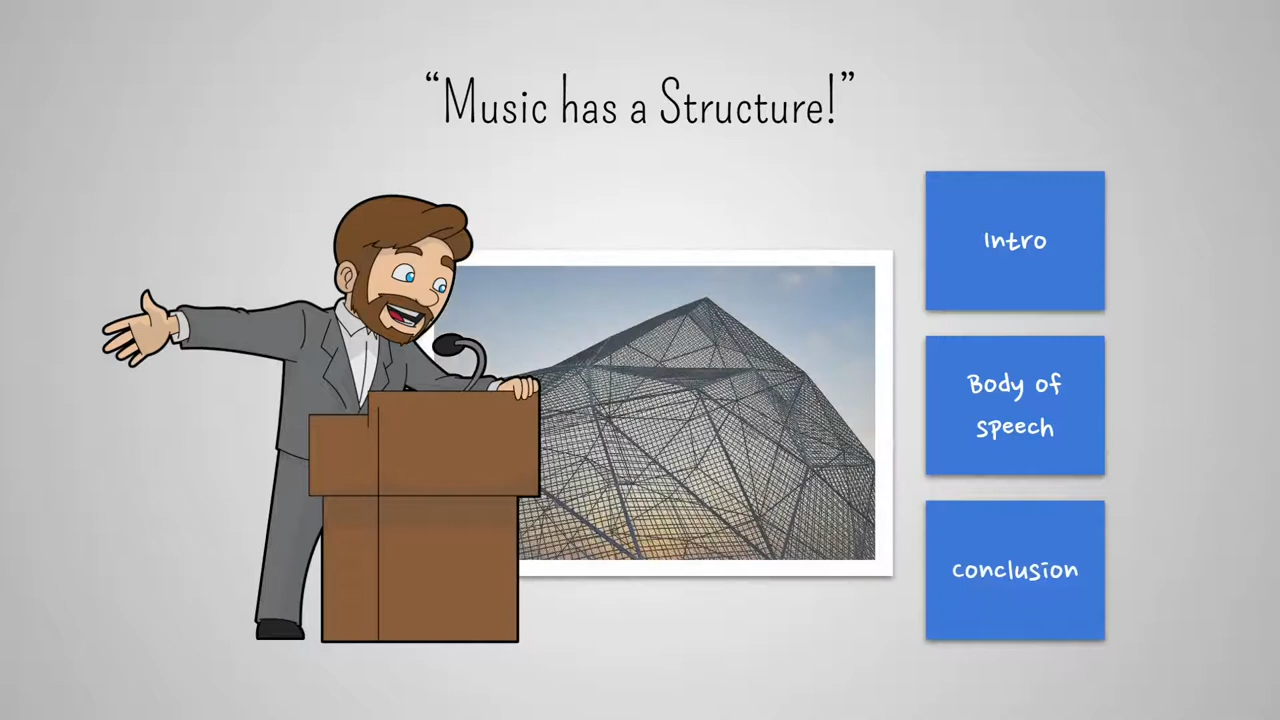 “Music has a Structure!”
Intro
Body of
speech
conclusion